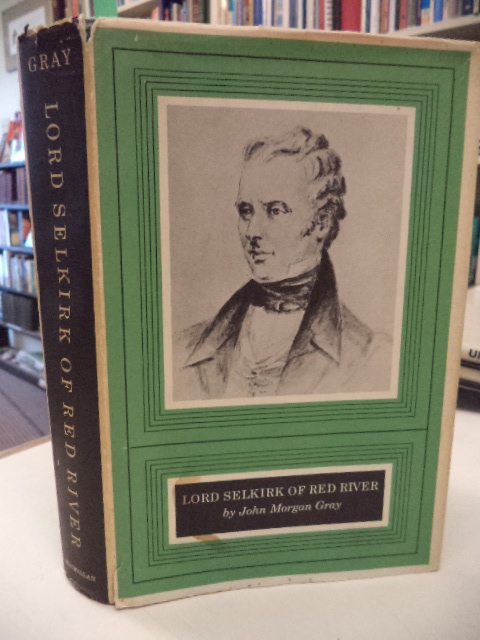 GRAY
LORD SELKIRK OF RED RIVER
MACMILLAN
LORD SELKIRK OF RED RIVER
by John Morgan Gray